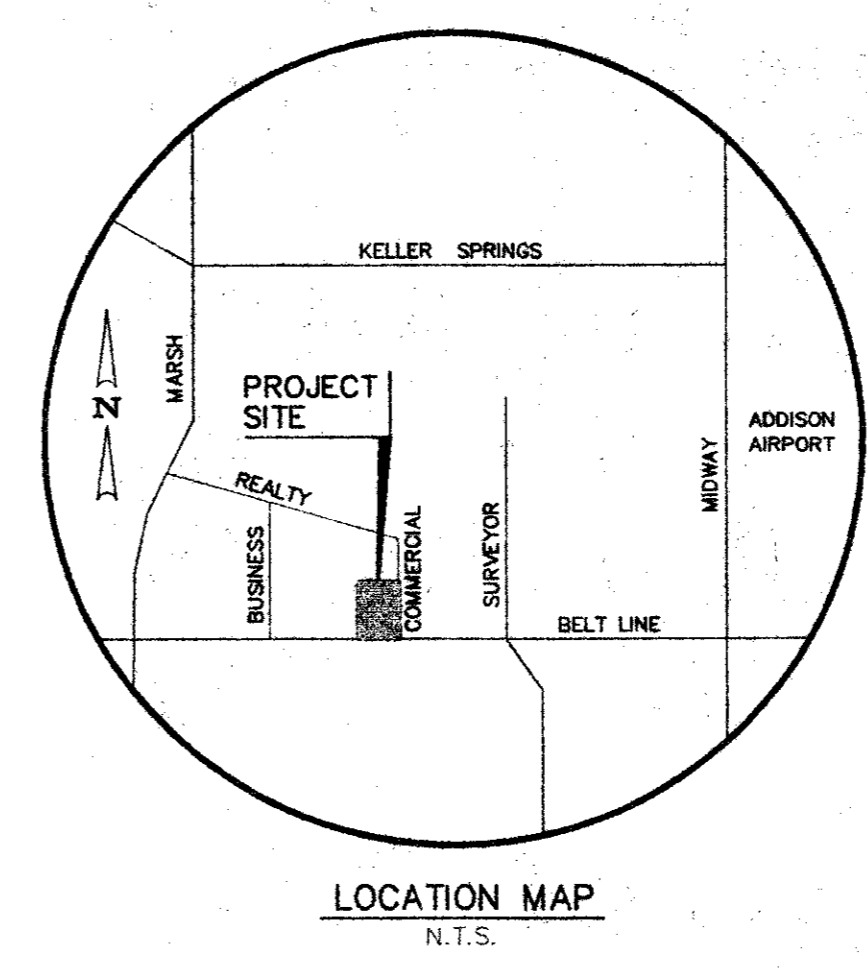 KELLER SPRINGS
MARSH
N
PROJECT
SITE
ADDISON
AIRPORT
MIDWAY
REALTY
BUSINESS
COMMERCIAL
SURVEYOR
BELT LINE
LOCATION MAP
N.T.S.